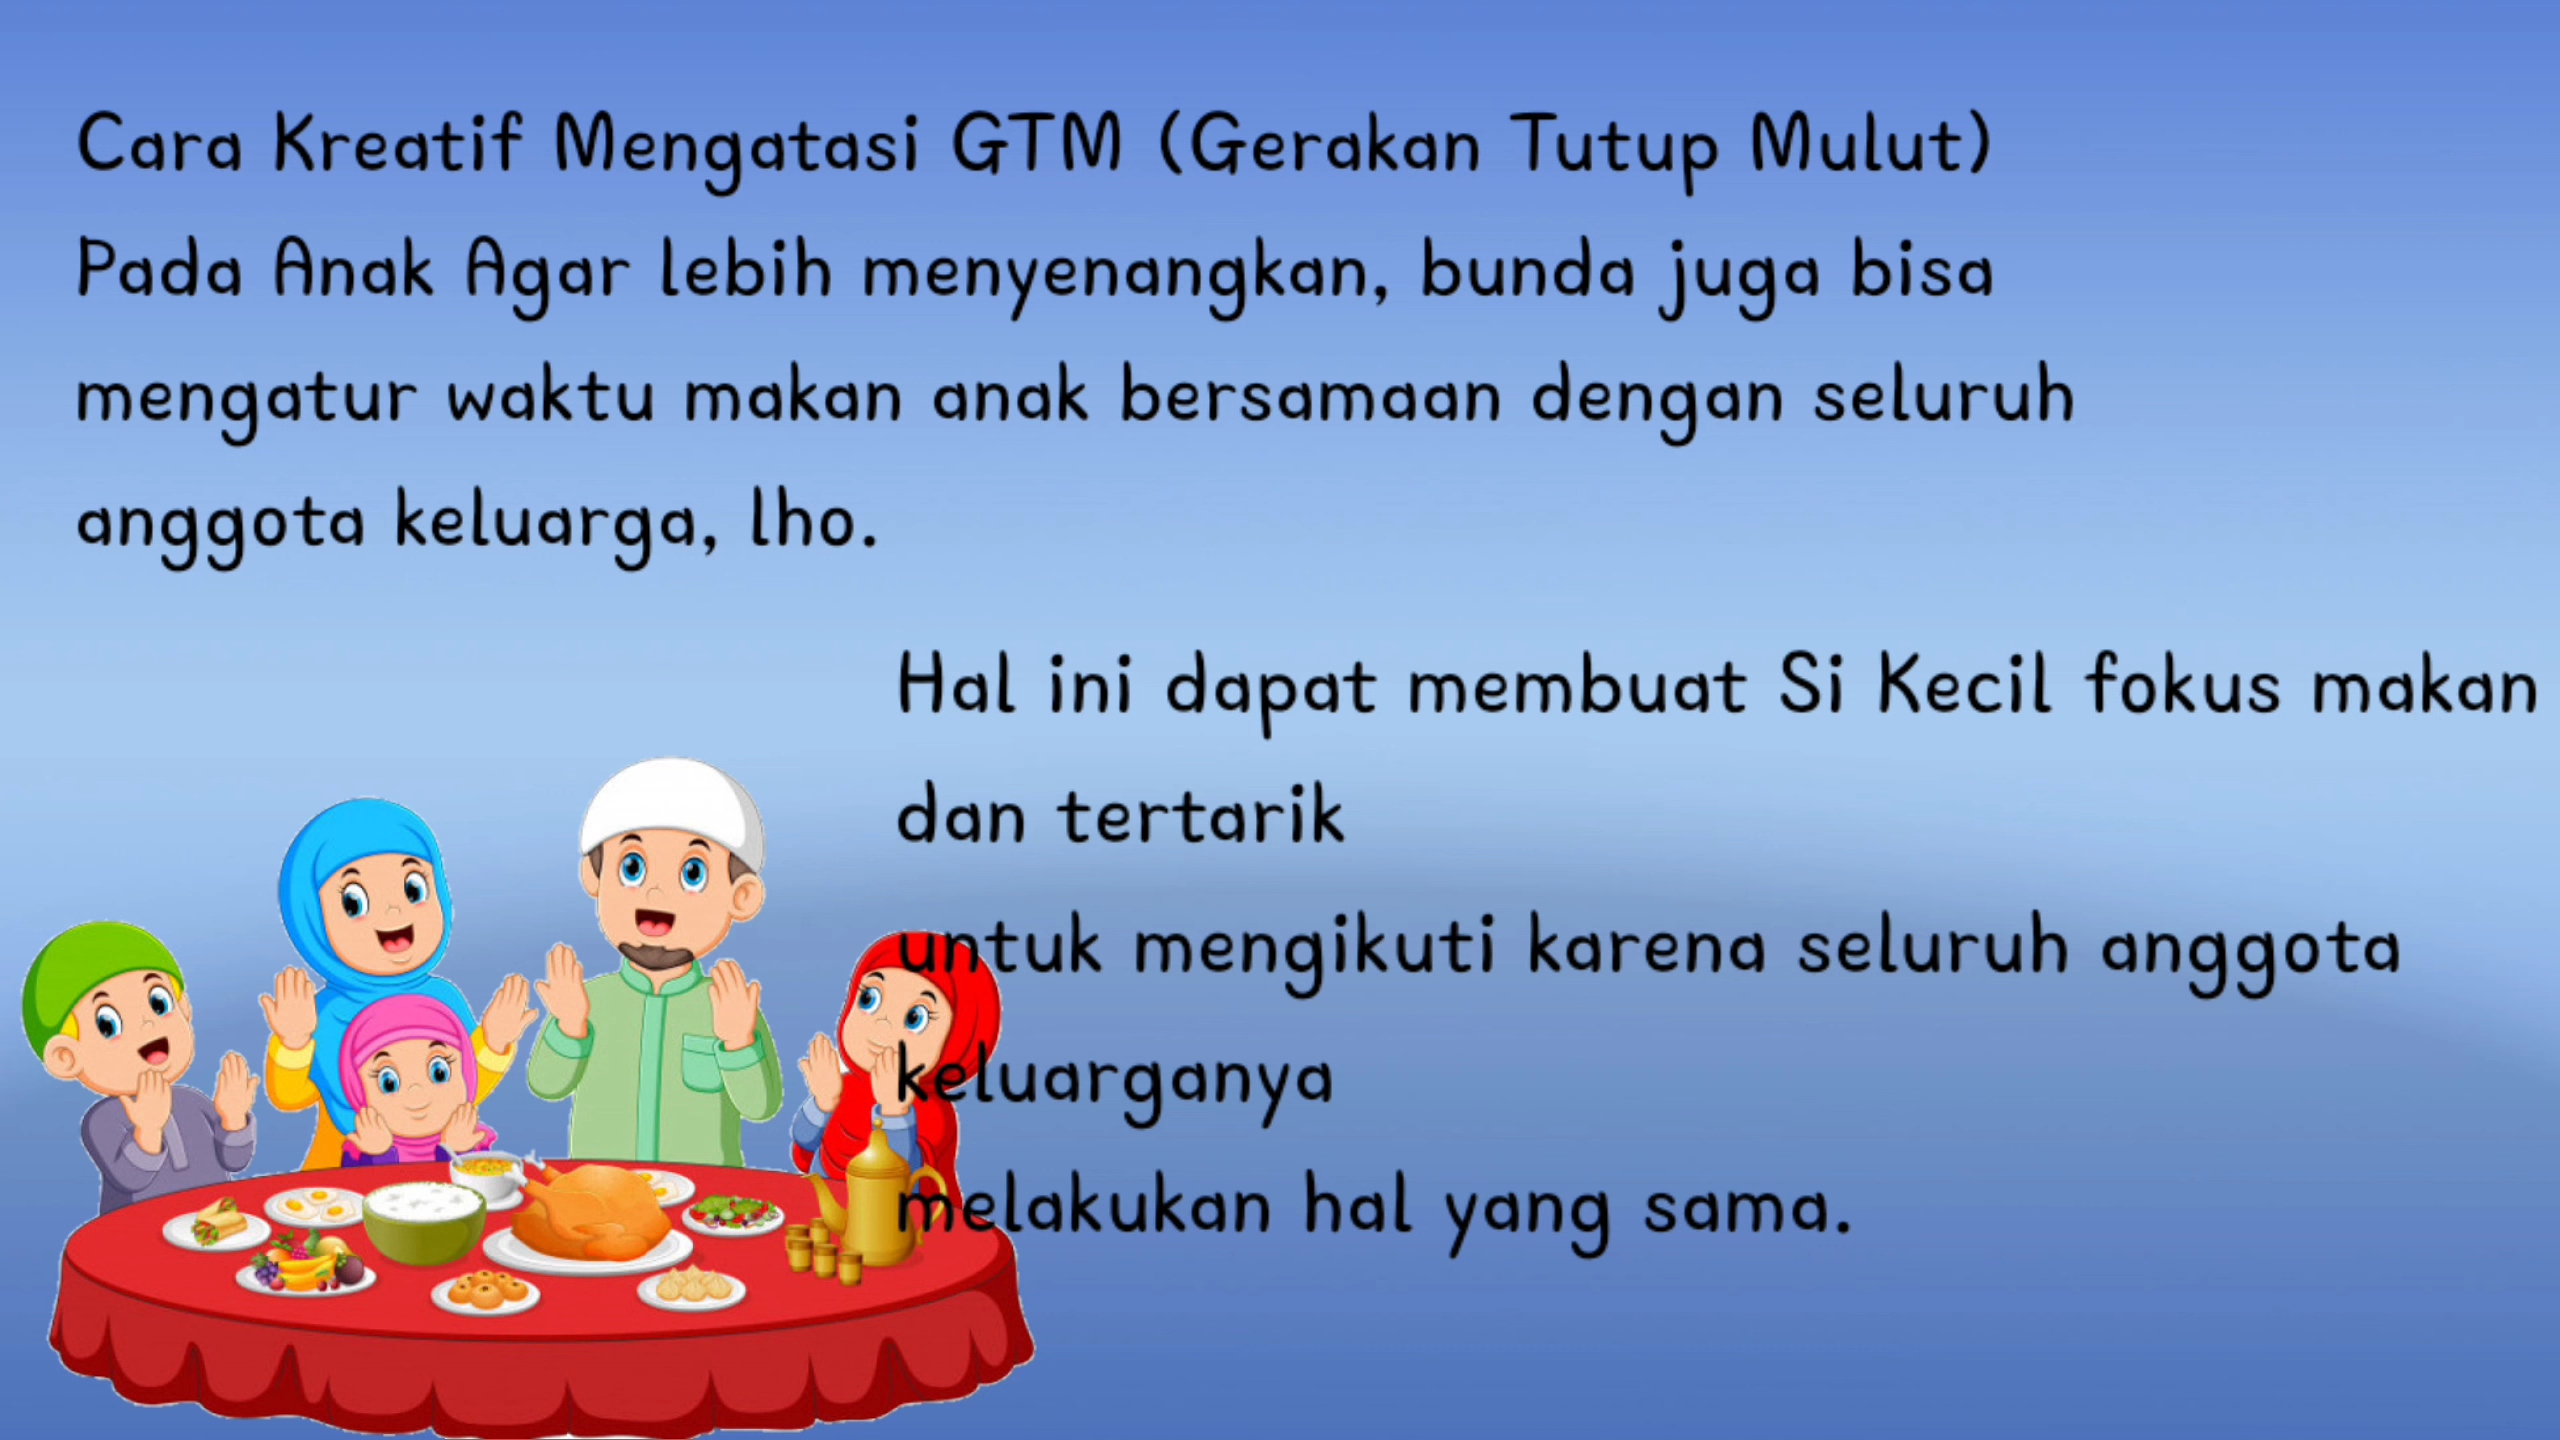 Cara Kreatif Mengatasi GTM (Gerakan Tutup Mulut)
Pada Anak Agar lebih menyenangkan, bunda juga bisa
mengatur waktu makan anak bersamaan dengan seluruh
anggota keluarga, lho.
Hal ini dapat membuat Si Kecil fokus makan
dan tertarik
untuk mengikuti karena seluruh anggota
keluarganya
melakukan hal yang sama.